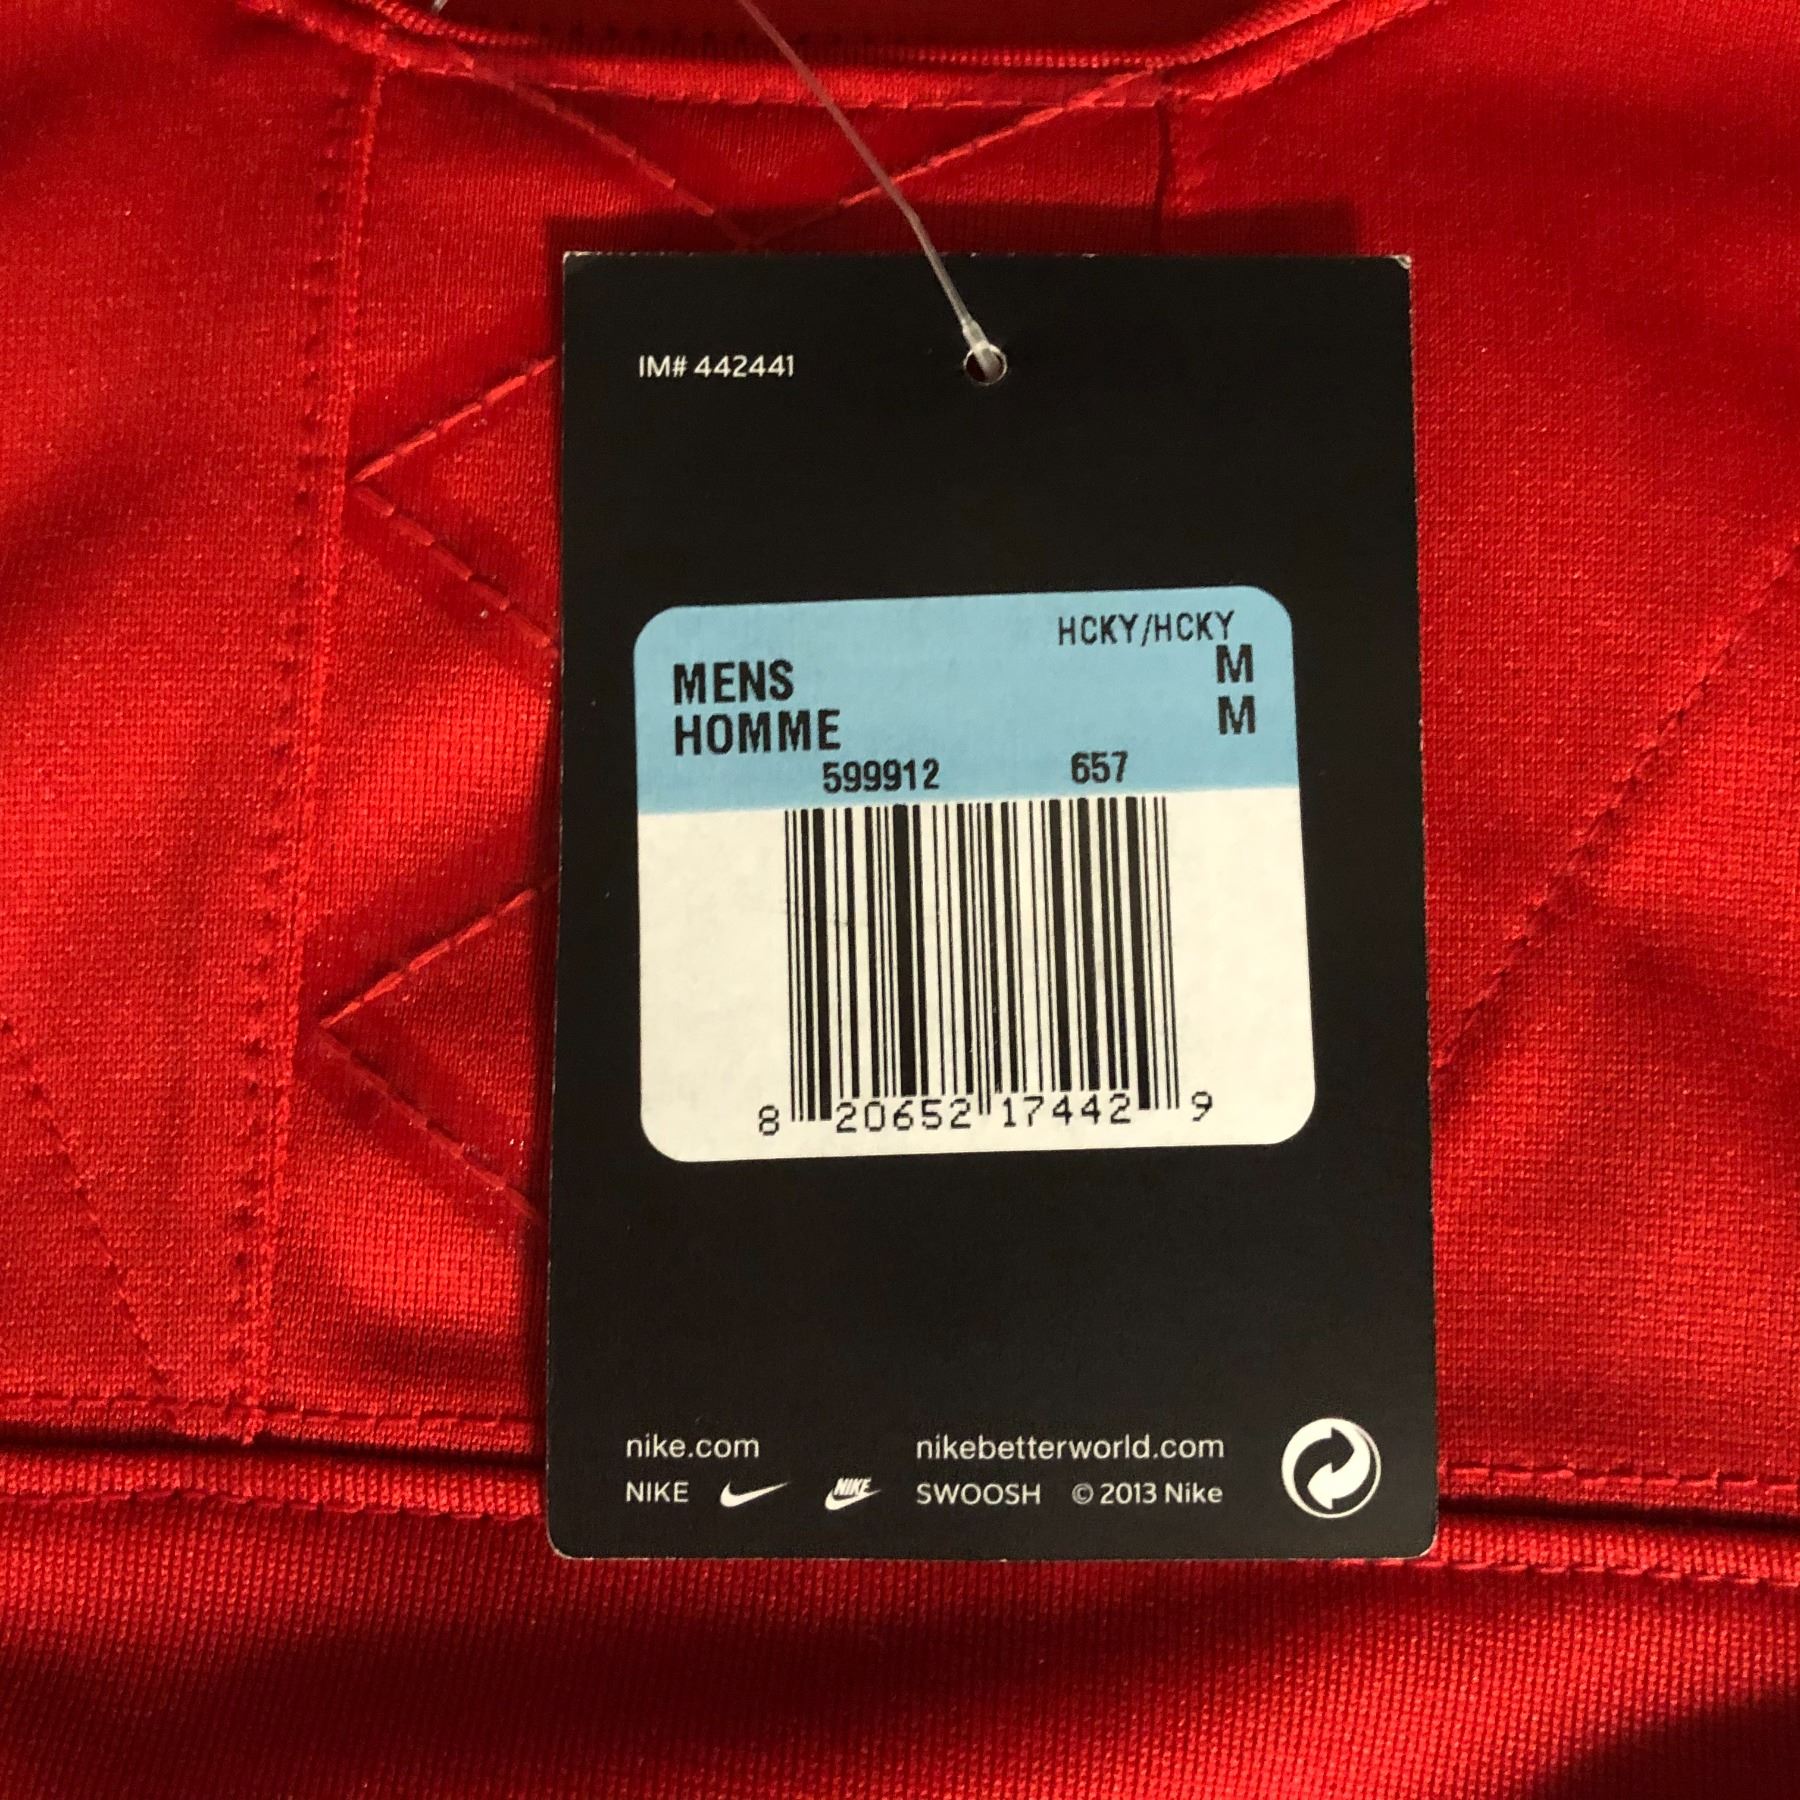 IM# 442441
HCKY/HCKY
MENS M
HOMME M
599912 657
8 20652 17442 9
nike.com nikebetterworld.com
NIKE NIKE SWOOSH © 2013 Nike